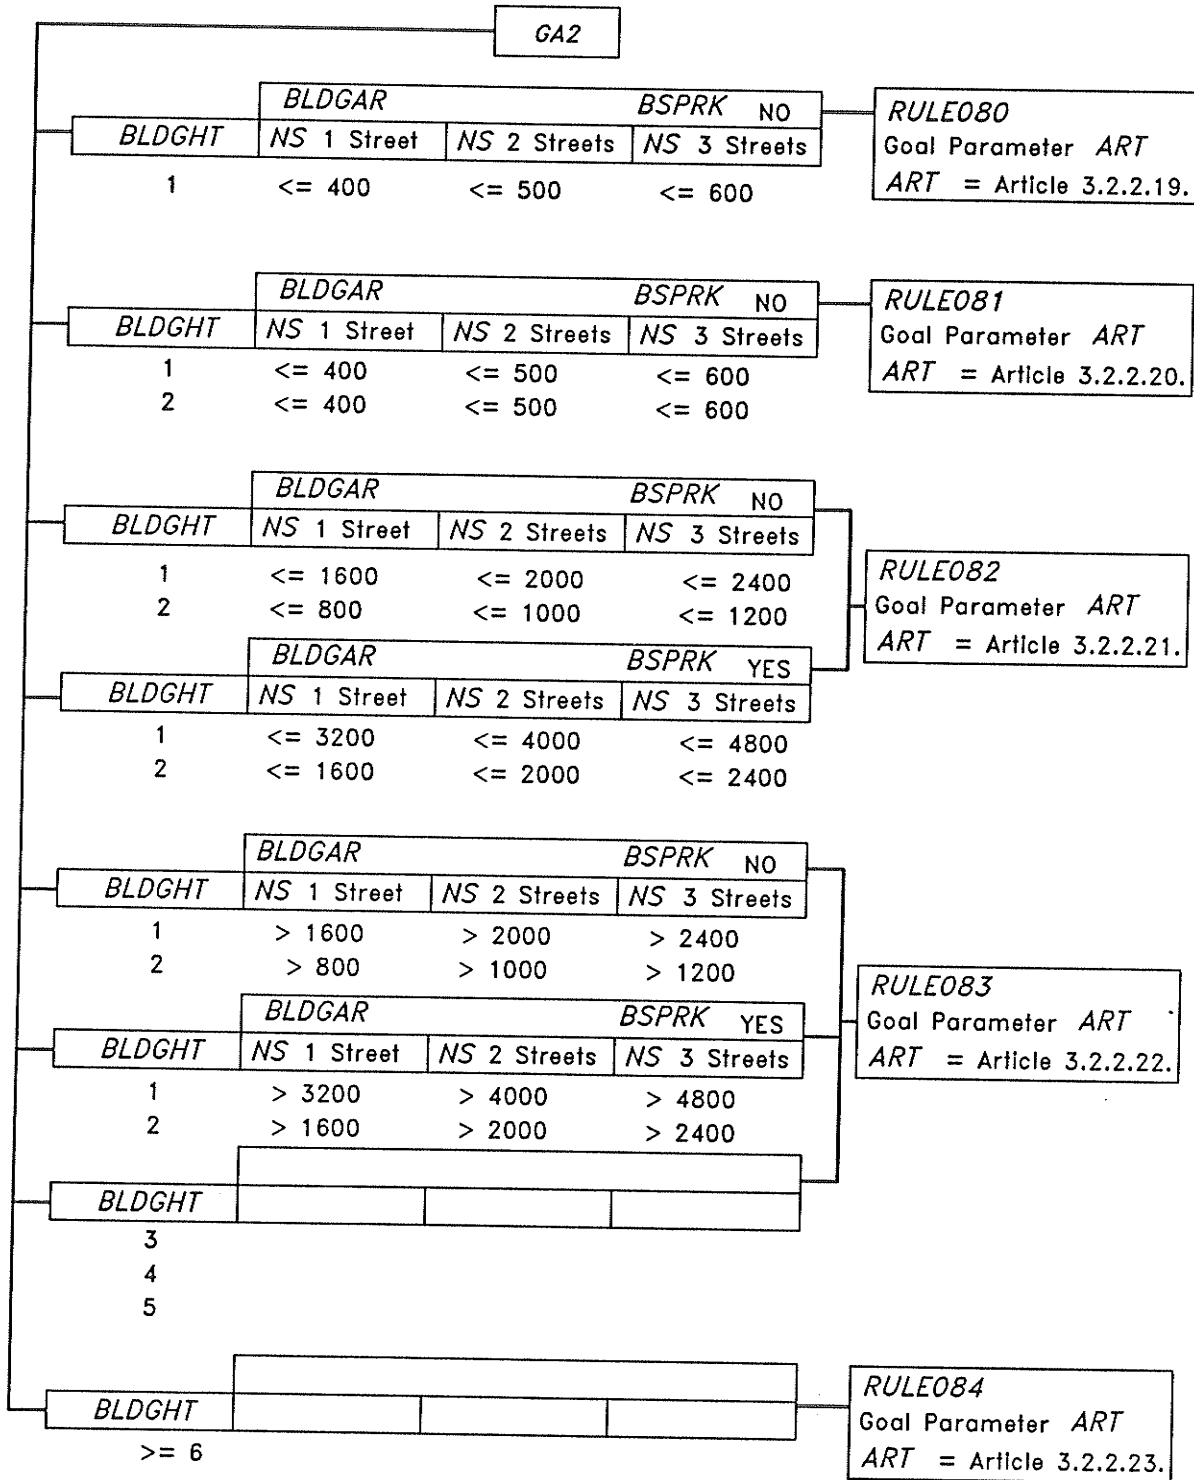 GA2
BLDGAR BSPRK NO
BLDGHT NS 1 Street NS 2 Streets NS 3 Streets
1 <= 400 <= 500 <= 600
RULE080
Goal Parameter ART
ART = Article 3.2.2.19.
BLDGAR BSPRK NO
BLDGHT NS 1 Street NS 2 Streets NS 3 Streets
1 <= 400 <= 500 <= 600
2 <= 400 <= 500 <= 600
RULE081
Goal Parameter ART
ART = Article 3.2.2.20.
BLDGAR BSPRK NO
BLDGHT NS 1 Street NS 2 Streets NS 3 Streets
1 <= 1600 <= 2000 <= 2400
2 <= 800 <= 1000 <= 1200
BLDGAR BSPRK YES
BLDGHT NS 1 Street NS 2 Streets NS 3 Streets
1 <= 3200 <= 4000 <= 4800
2 <= 1600 <= 2000 <= 2400
RULE082
Goal Parameter ART
ART = Article 3.2.2.21.
BLDGAR BSPRK NO
BLDGHT NS 1 Street NS 2 Streets NS 3 Streets
1 > 1600 > 2000 > 2400
2 > 800 > 1000 > 1200
BLDGAR BSPRK YES
BLDGHT NS 1 Street NS 2 Streets NS 3 Streets
1 > 3200 > 4000 > 4800
2 > 1600 > 2000 > 2400
BLDGHT
3
4
5
RULE083
Goal Parameter ART
ART = Article 3.2.2.22.
BLDGHT
>= 6
RULE084
Goal Parameter ART
ART = Article 3.2.2.23.